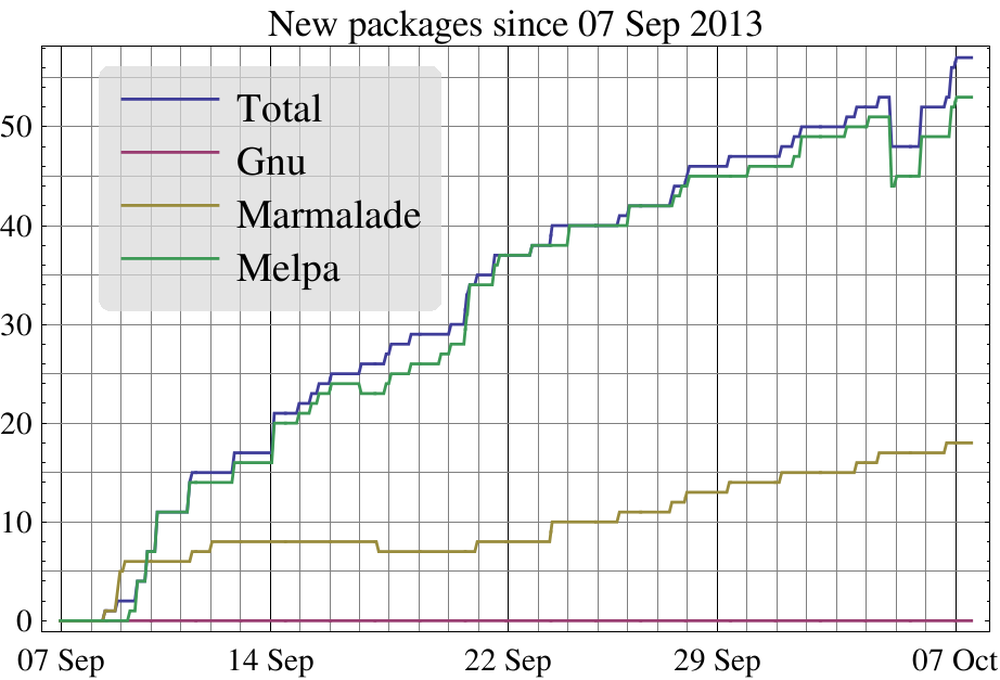 New packages since 07 Sep 2013
Total
Gnu
Marmalade
Melpa
50
40
30
20
10
0
07 Sep 14 Sep 22 Sep 29 Sep 07 Oct